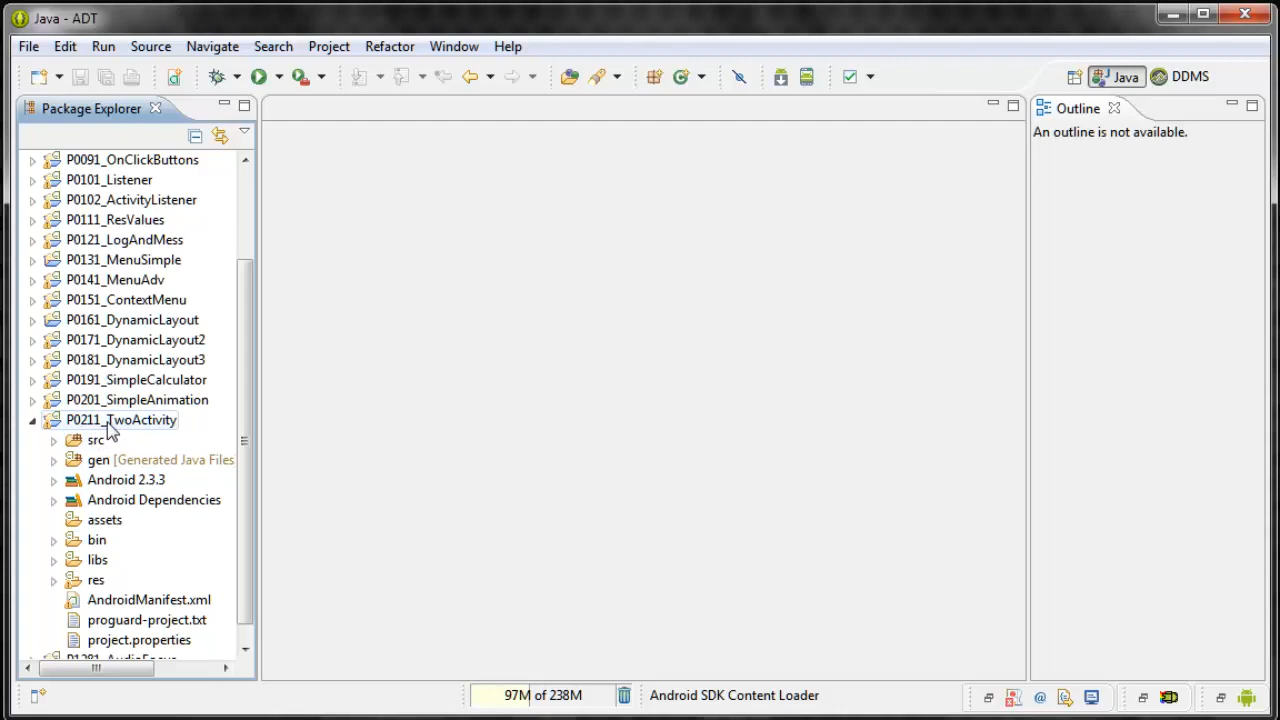 Java - ADT
File Edit Run Source Navigate Search Project Refactor Window Help
Java DDMS
Package Explorer
Outline
An outline is not available.
P0091_OnClickButtons
P0101_Listener
P0102_ActivityListener
P0111_ResValues
P0121_LogAndMess
P0131_MenuSimple
P0141_MenuAdv
P0151_ContextMenu
P0161_DynamicLayout
P0171_DynamicLayout2
P0181_DynamicLayout3
P0191_SimpleCalculator
P0201_SimpleAnimation
P0211_TwoActivity
src
gen [Generated Java Files
Android 2.3.3
Android Dependencies
assets
bin
libs
res
AndroidManifest.xml
proguard-project.txt
project.properties
97M of 238M
Android SDK Content Loader